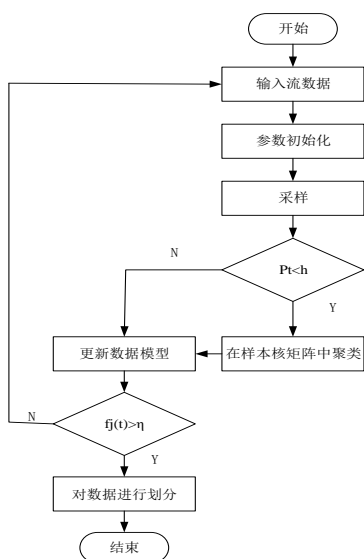 开始
输入流数据
参数初始化
采样
N
Pt<h
Y
更新数据模型
在样本核矩阵中聚类
N
fj(t)>η
Y
对数据进行划分
结束